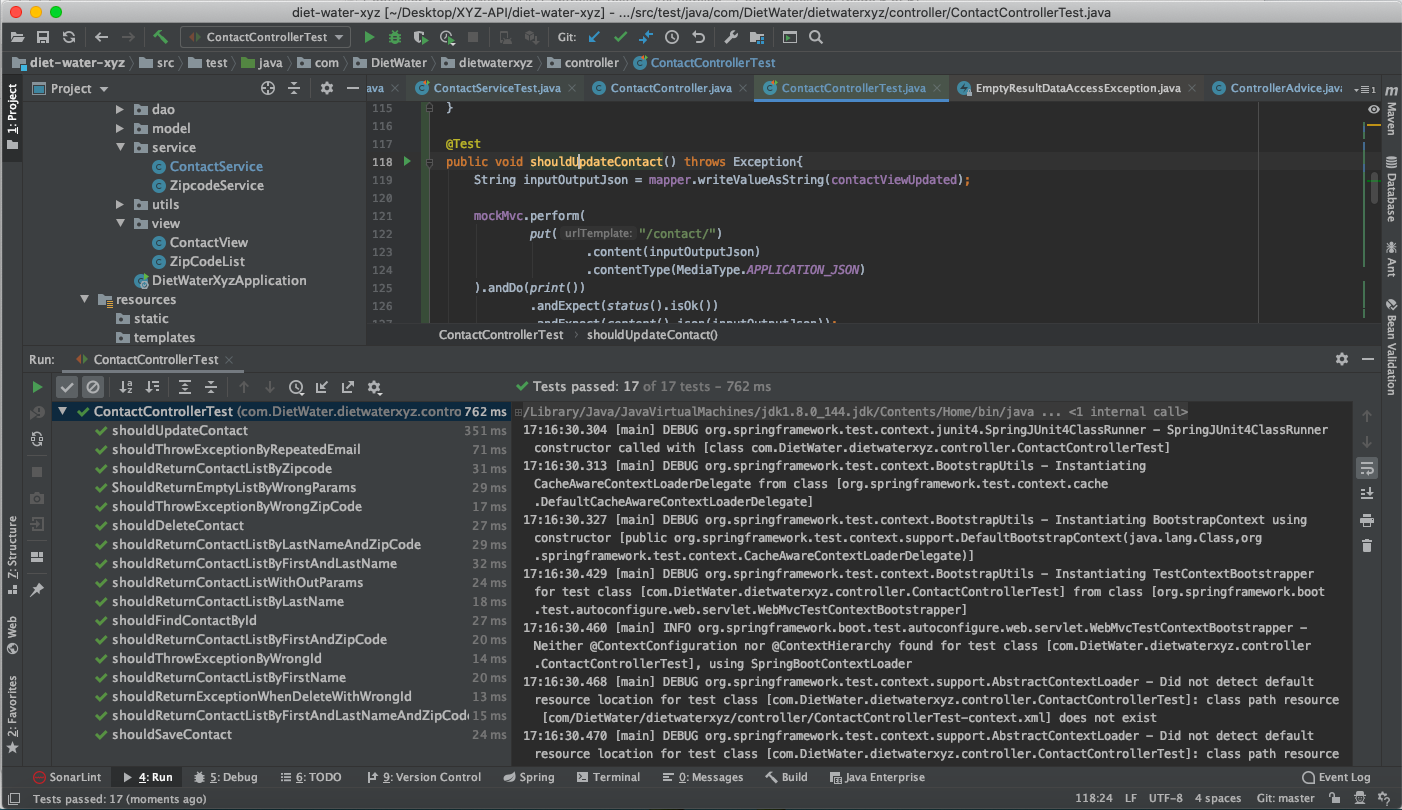 diet-water-xyz [~/Desktop/XYZ-API/diet-water-xyz] - .../src/test/java/com/DietWater/dietwaterxyz/controller/ContactControllerTest.java
ContactControllerTest
Git:
diet-water-xyz src test java com DietWater dietwaterxyz controller ContactControllerTest
1: Project
Project
ava ContactServiceTest.java ContactController.java ContactControllerTest.java EmptyResultDataAccessException.java ControllerAdvice.java
1
Maven
Database
Ant
Bean Validation
dao
model
service
ContactService
ZipcodeService
utils
view
ContactView
ZipCodeList
DietWaterXyzApplication
resources
static
templates
115 }
116
117 @Test
118 public void shouldUpdateContact() throws Exception{
119 String inputOutputJson = mapper.writeValueAsString(contactViewUpdated);
120
121 mockMvc.perform(
122 put( urlTemplate: "/contact/")
123 .content(inputOutputJson)
124 .contentType(MediaType.APPLICATION_JSON)
125 ).andDo(print())
126 .andExpect(status().isOk())
127 .andExpect(content().json(inputOutputJson));
ContactControllerTest shouldUpdateContact()
Run: ContactControllerTest
Tests passed: 17 of 17 tests – 762 ms
ContactControllerTest (com.DietWater.dietwaterxyz.contro 762 ms
shouldUpdateContact 351 ms
shouldThrowExceptionByRepeatedEmail 71 ms
shouldReturnContactListByZipcode 31 ms
ShouldReturnEmptyListByWrongParams 29 ms
shouldThrowExceptionByWrongZipCode 17 ms
shouldDeleteContact 27 ms
shouldReturnContactListByLastNameAndZipCode 29 ms
shouldReturnContactListByFirstAndLastName 32 ms
shouldReturnContactListWithOutParams 24 ms
shouldReturnContactListByLastName 18 ms
shouldFindContactById 27 ms
shouldReturnContactListByFirstAndZipCode 20 ms
shouldThrowExceptionByWrongId 14 ms
shouldReturnContactListByFirstName 20 ms
shouldReturnExceptionWhenDeleteWithWrongId 13 ms
shouldReturnContactListByFirstAndLastNameAndZipCod 15 ms
shouldSaveContact 24 ms
/Library/Java/JavaVirtualMachines/jdk1.8.0_144.jdk/Contents/Home/bin/java ... <1 internal call>
17:16:30.304 [main] DEBUG org.springframework.test.context.junit4.SpringJUnit4ClassRunner - SpringJUnit4ClassRunner
constructor called with [class com.DietWater.dietwaterxyz.controller.ContactControllerTest]
17:16:30.313 [main] DEBUG org.springframework.test.context.BootstrapUtils - Instantiating
CacheAwareContextLoaderDelegate from class [org.springframework.test.context.cache
.DefaultCacheAwareContextLoaderDelegate]
17:16:30.327 [main] DEBUG org.springframework.test.context.BootstrapUtils - Instantiating BootstrapContext using
constructor [public org.springframework.test.context.support.DefaultBootstrapContext(java.lang.Class,org
.springframework.test.context.CacheAwareContextLoaderDelegate)]
17:16:30.429 [main] DEBUG org.springframework.test.context.BootstrapUtils - Instantiating TestContextBootstrapper
for test class [com.DietWater.dietwaterxyz.controller.ContactControllerTest] from class [org.springframework.boot
.test.autoconfigure.web.servlet.WebMvcTestContextBootstrapper]
17:16:30.460 [main] INFO org.springframework.boot.test.autoconfigure.web.servlet.WebMvcTestContextBootstrapper -
Neither @ContextConfiguration nor @ContextHierarchy found for test class [com.DietWater.dietwaterxyz.controller
.ContactControllerTest], using SpringBootContextLoader
17:16:30.468 [main] DEBUG org.springframework.test.context.support.AbstractContextLoader - Did not detect default
resource location for test class [com.DietWater.dietwaterxyz.controller.ContactControllerTest]: class path resource
[com/DietWater/dietwaterxyz/controller/ContactControllerTest-context.xml] does not exist
17:16:30.470 [main] DEBUG org.springframework.test.context.support.AbstractContextLoader - Did not detect default
resource location for test class [com.DietWater.dietwaterxyz.controller.ContactControllerTest]: class path resource
Z: Structure
Web
2: Favorites
SonarLint 4: Run 5: Debug 6: TODO 9: Version Control Spring Terminal 0: Messages Build Java Enterprise Event Log
Tests passed: 17 (moments ago) 118:24 LF UTF-8 4 spaces Git: master